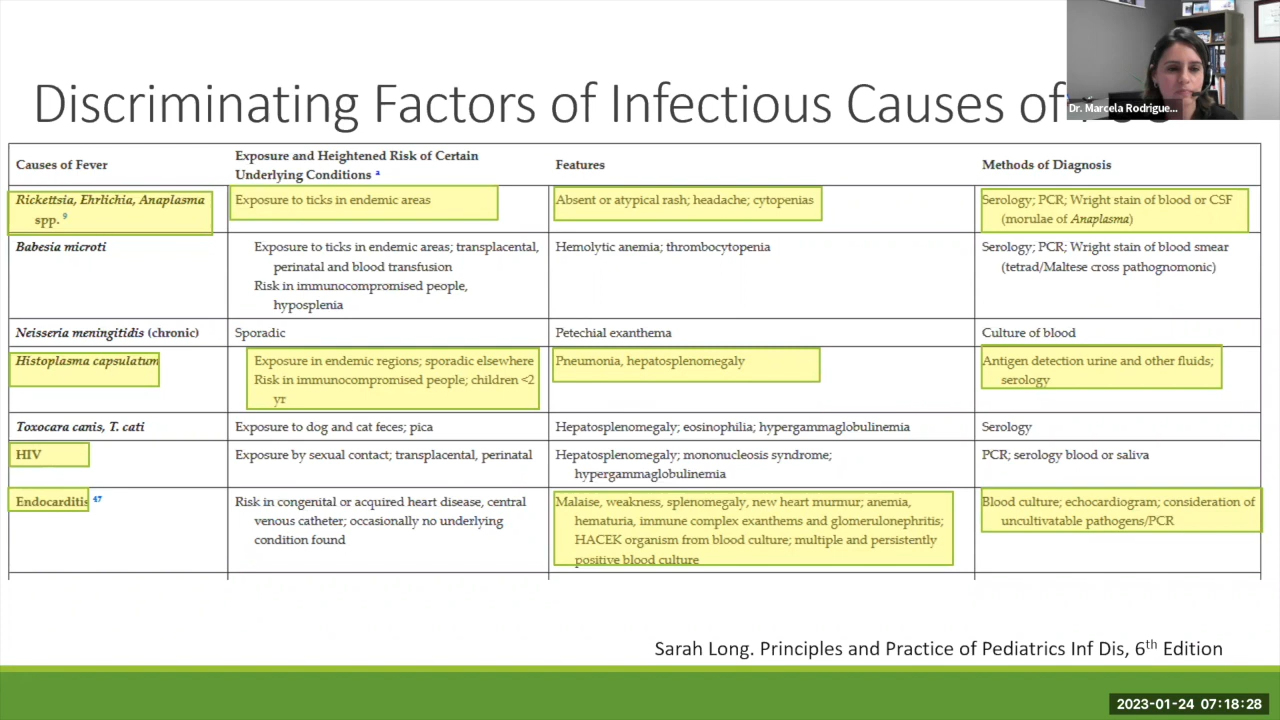 Dr. Marcela Rodrigue...
Discriminating Factors of Infectious Causes of
Causes of Fever
Exposure and Heightened Risk of Certain
Underlying Conditions a
Features
Methods of Diagnosis
Rickettsia, Ehrlichia, Anaplasma
spp. 9
Exposure to ticks in endemic areas
Absent or atypical rash; headache; cytopenias
Serology; PCR; Wright stain of blood or CSF
(morulae of Anaplasma)
Babesia microti
Exposure to ticks in endemic areas; transplacental,
perinatal and blood transfusion
Risk in immunocompromised people,
hyposplenia
Hemolytic anemia; thrombocytopenia
Serology; PCR; Wright stain of blood smear
(tetrad/Maltese cross pathognomonic)
Neisseria meningitidis (chronic)
Sporadic
Petechial exanthema
Culture of blood
Histoplasma capsulatum
Exposure in endemic regions; sporadic elsewhere
Risk in immunocompromised people; children <2
yr
Pneumonia, hepatosplenomegaly
Antigen detection urine and other fluids;
serology
Toxocara canis, T. cati
Exposure to dog and cat feces; pica
Hepatosplenomegaly; eosinophilia; hypergammaglobulinemia
Serology
HIV
Exposure by sexual contact; transplacental, perinatal
Hepatosplenomegaly; mononucleosis syndrome;
hypergammaglobulinemia
PCR; serology blood or saliva
Endocarditis 47
Risk in congenital or acquired heart disease, central
venous catheter; occasionally no underlying
condition found
Malaise, weakness, splenomegaly, new heart murmur; anemia,
hematuria, immune complex exanthems and glomerulonephritis;
HACEK organism from blood culture; multiple and persistently
positive blood culture
Blood culture; echocardiogram; consideration of
uncultivatable pathogens/PCR
Sarah Long. Principles and Practice of Pediatrics Inf Dis, 6th Edition
2023-01-24 07:18:28